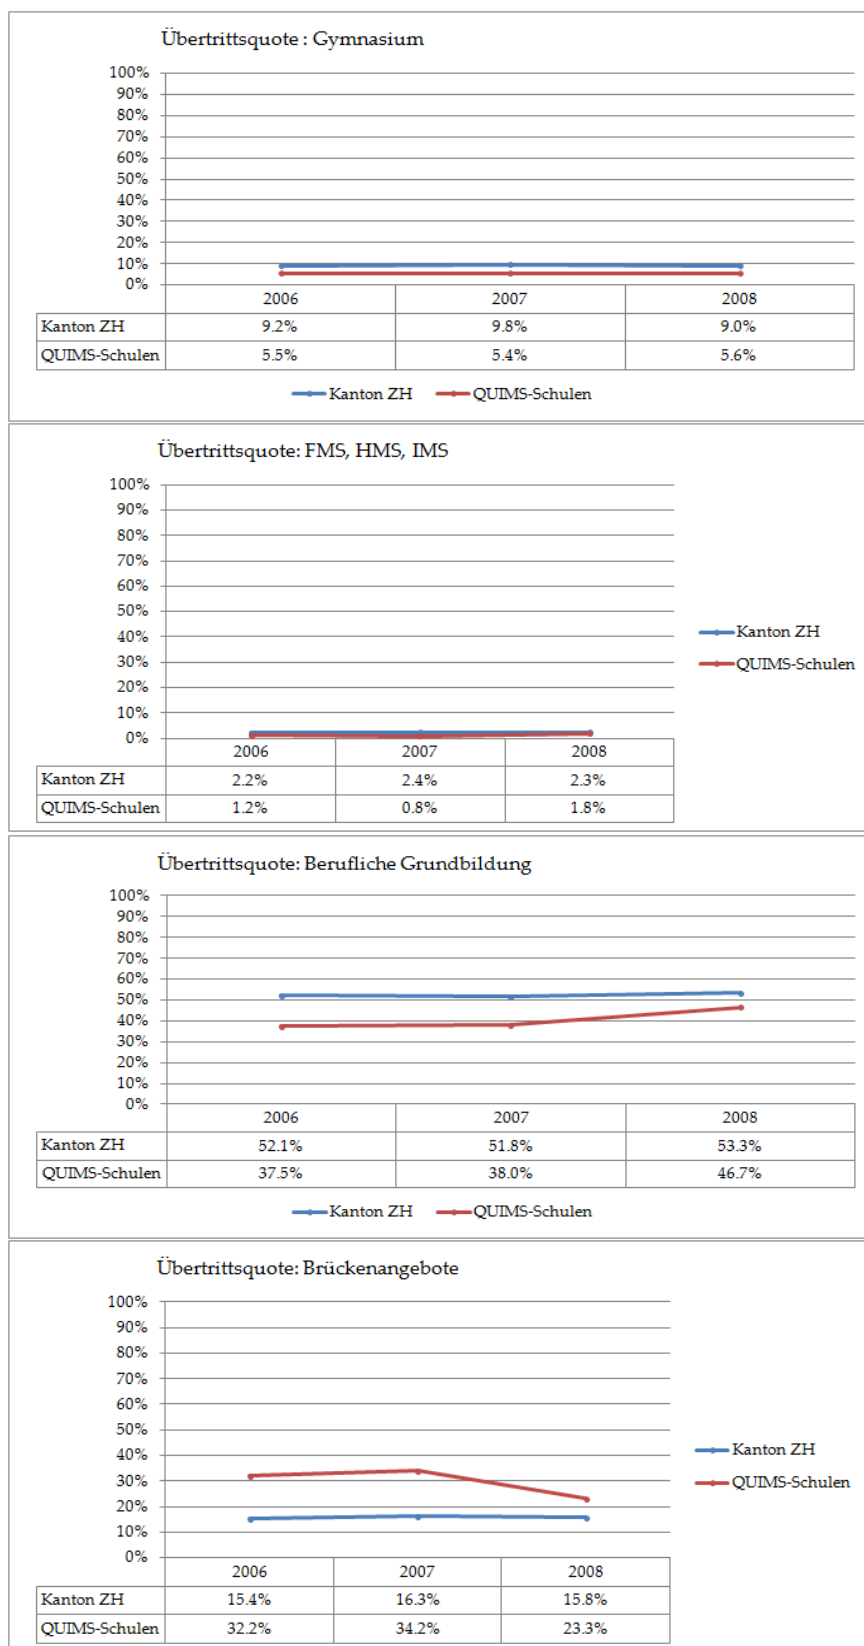 Übertrittsquote : Gymnasium
100%
90%
80%
70%
60%
50%
40%
30%
20%
10%
0%
2006 2007 2008
Kanton ZH 9.2% 9.8% 9.0%
QUIMS-Schulen 5.5% 5.4% 5.6%
Kanton ZH QUIMS-Schulen
Übertrittsquote: FMS, HMS, IMS
100%
90%
80%
70%
60%
50%
40%
30%
20%
10%
0%
Kanton ZH
QUIMS-Schulen
2006 2007 2008
Kanton ZH 2.2% 2.4% 2.3%
QUIMS-Schulen 1.2% 0.8% 1.8%
Übertrittsquote: Berufliche Grundbildung
100%
90%
80%
70%
60%
50%
40%
30%
20%
10%
0%
2006 2007 2008
Kanton ZH 52.1% 51.8% 53.3%
QUIMS-Schulen 37.5% 38.0% 46.7%
Kanton ZH QUIMS-Schulen
Übertrittsquote: Brückenangebote
100%
90%
80%
70%
60%
50%
40%
30%
20%
10%
0%
Kanton ZH
QUIMS-Schulen
2006 2007 2008
Kanton ZH 15.4% 16.3% 15.8%
QUIMS-Schulen 32.2% 34.2% 23.3%